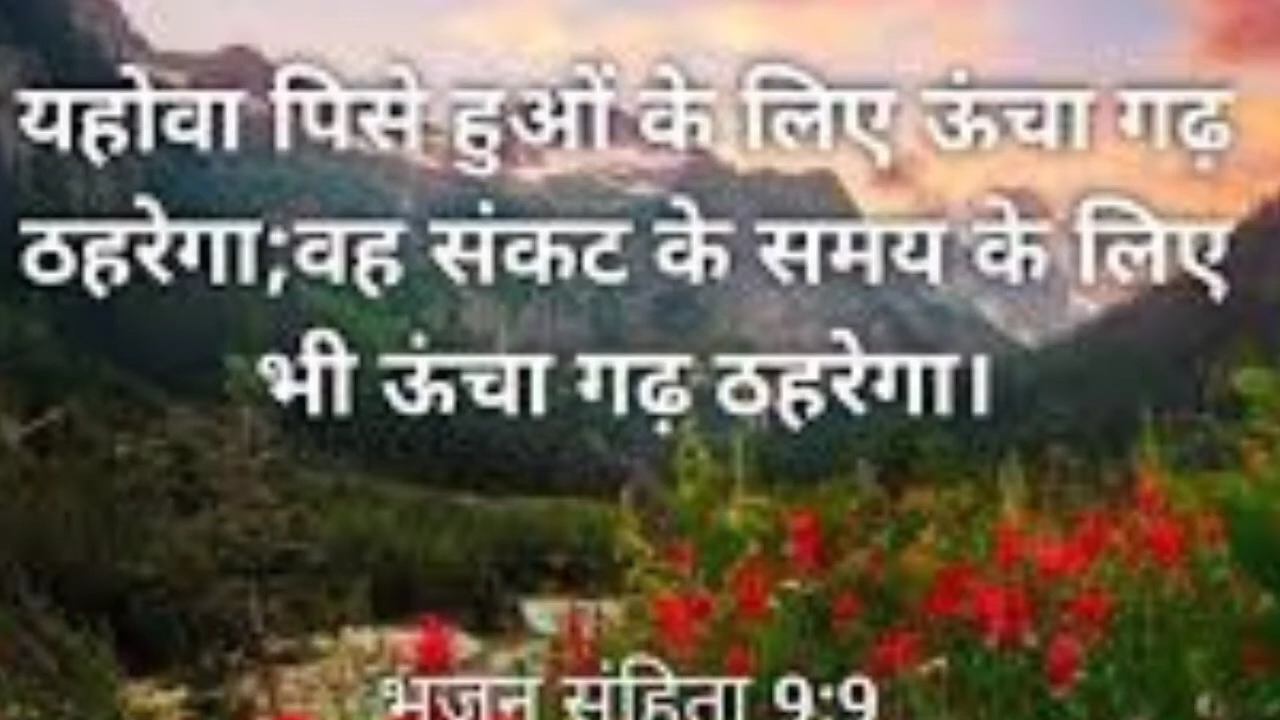 यहोवा पिसे हुओं के लिए ऊंचा गढ़
ठहरेगा;वह संकट के समय के लिए
भी ऊंचा गढ़ ठहरेगा।
भजन संहिता 9:9